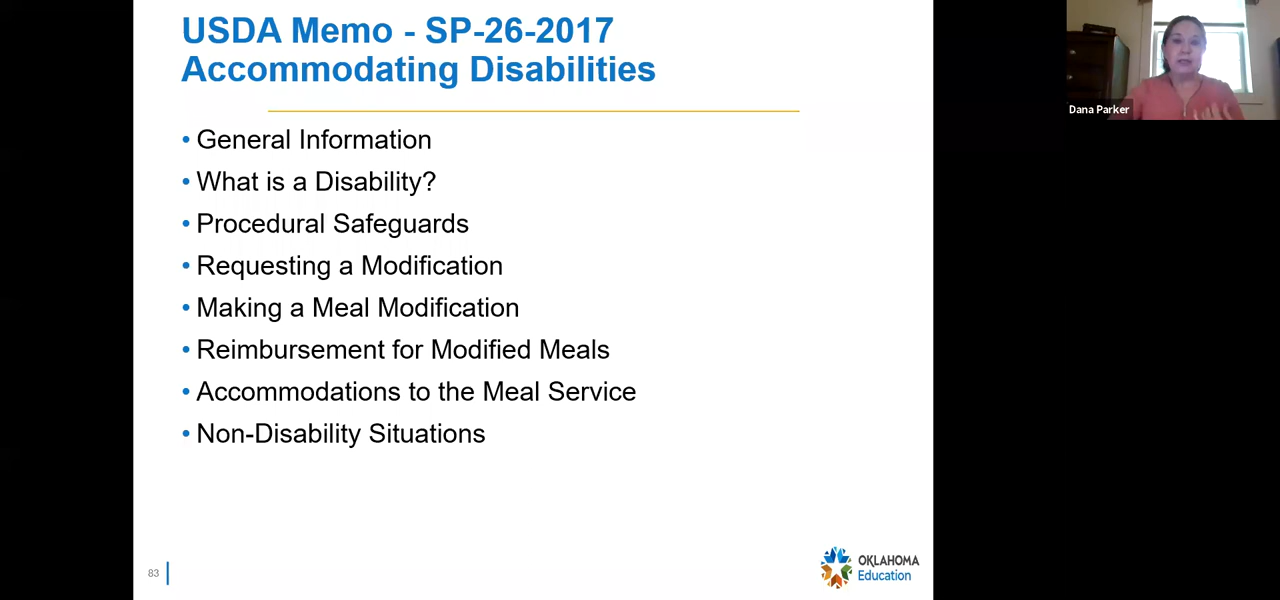 USDA Memo - SP-26-2017
Accommodating Disabilities
• General Information
• What is a Disability?
• Procedural Safeguards
• Requesting a Modification
• Making a Meal Modification
• Reimbursement for Modified Meals
• Accommodations to the Meal Service
• Non-Disability Situations
83
OKLAHOMA
Education
Dana Parker